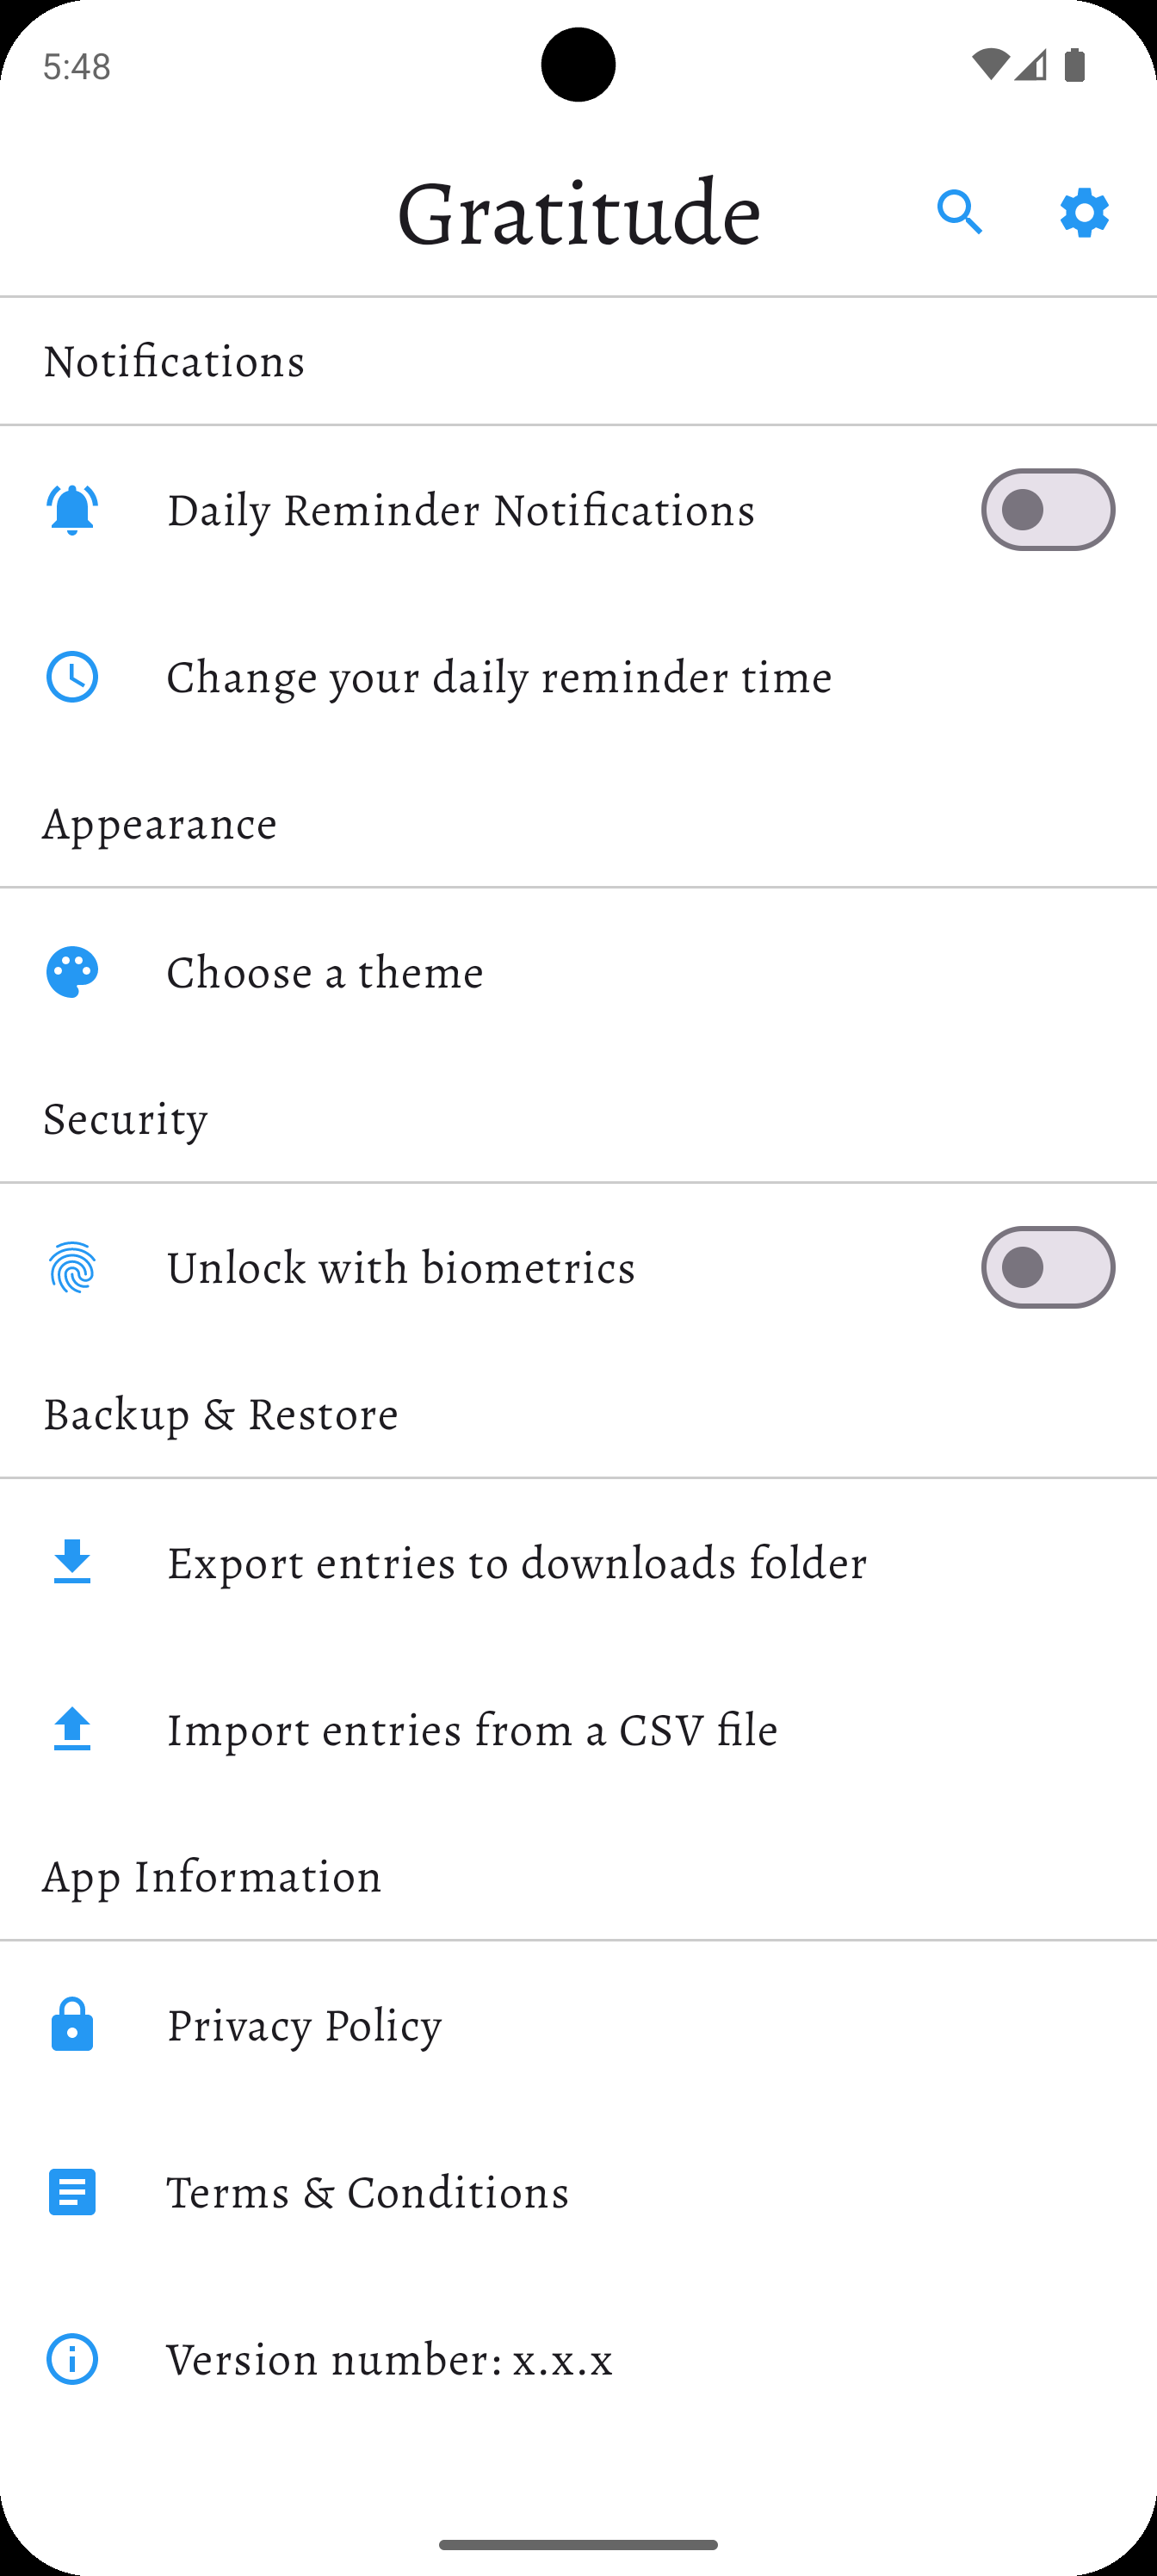 5:48
Gratitude
Notifications
Daily Reminder Notifications
Change your daily reminder time
Appearance
Choose a theme
Security
Unlock with biometrics
Backup & Restore
Export entries to downloads folder
Import entries from a CSV file
App Information
Privacy Policy
Terms & Conditions
Version number: x.x.x